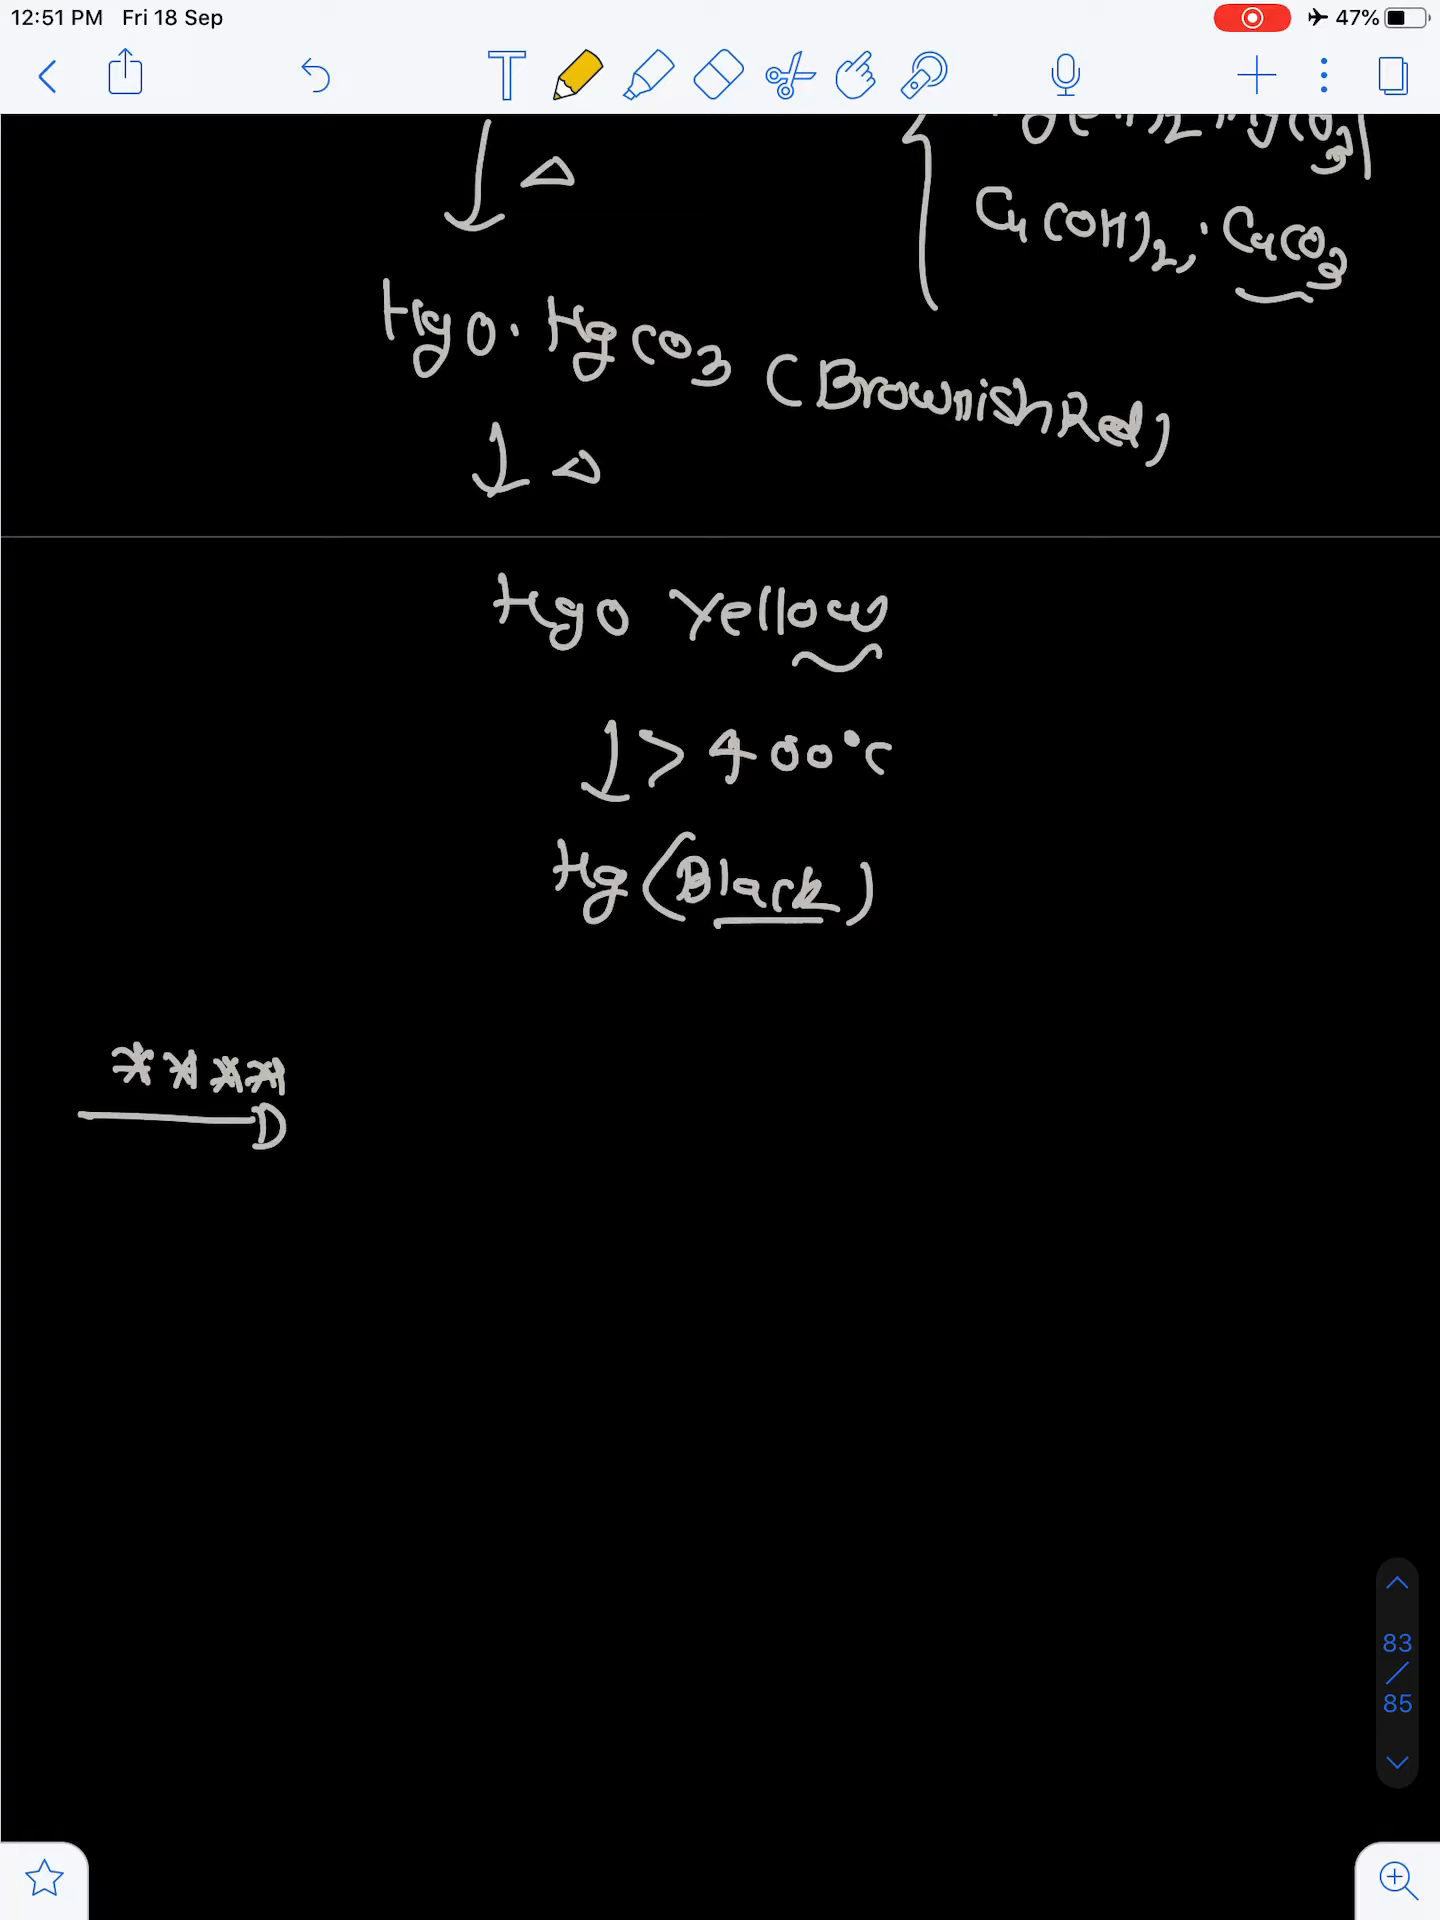 12:51 PM Fri 18 Sep 47%
T
Δ
Cu(OH)2, · CuCO3
HgO · HgCO3 (Brownish Red)
↓ Δ
HgO Yellow
↓ > 400°C
Hg (Black)
****
83
/
85